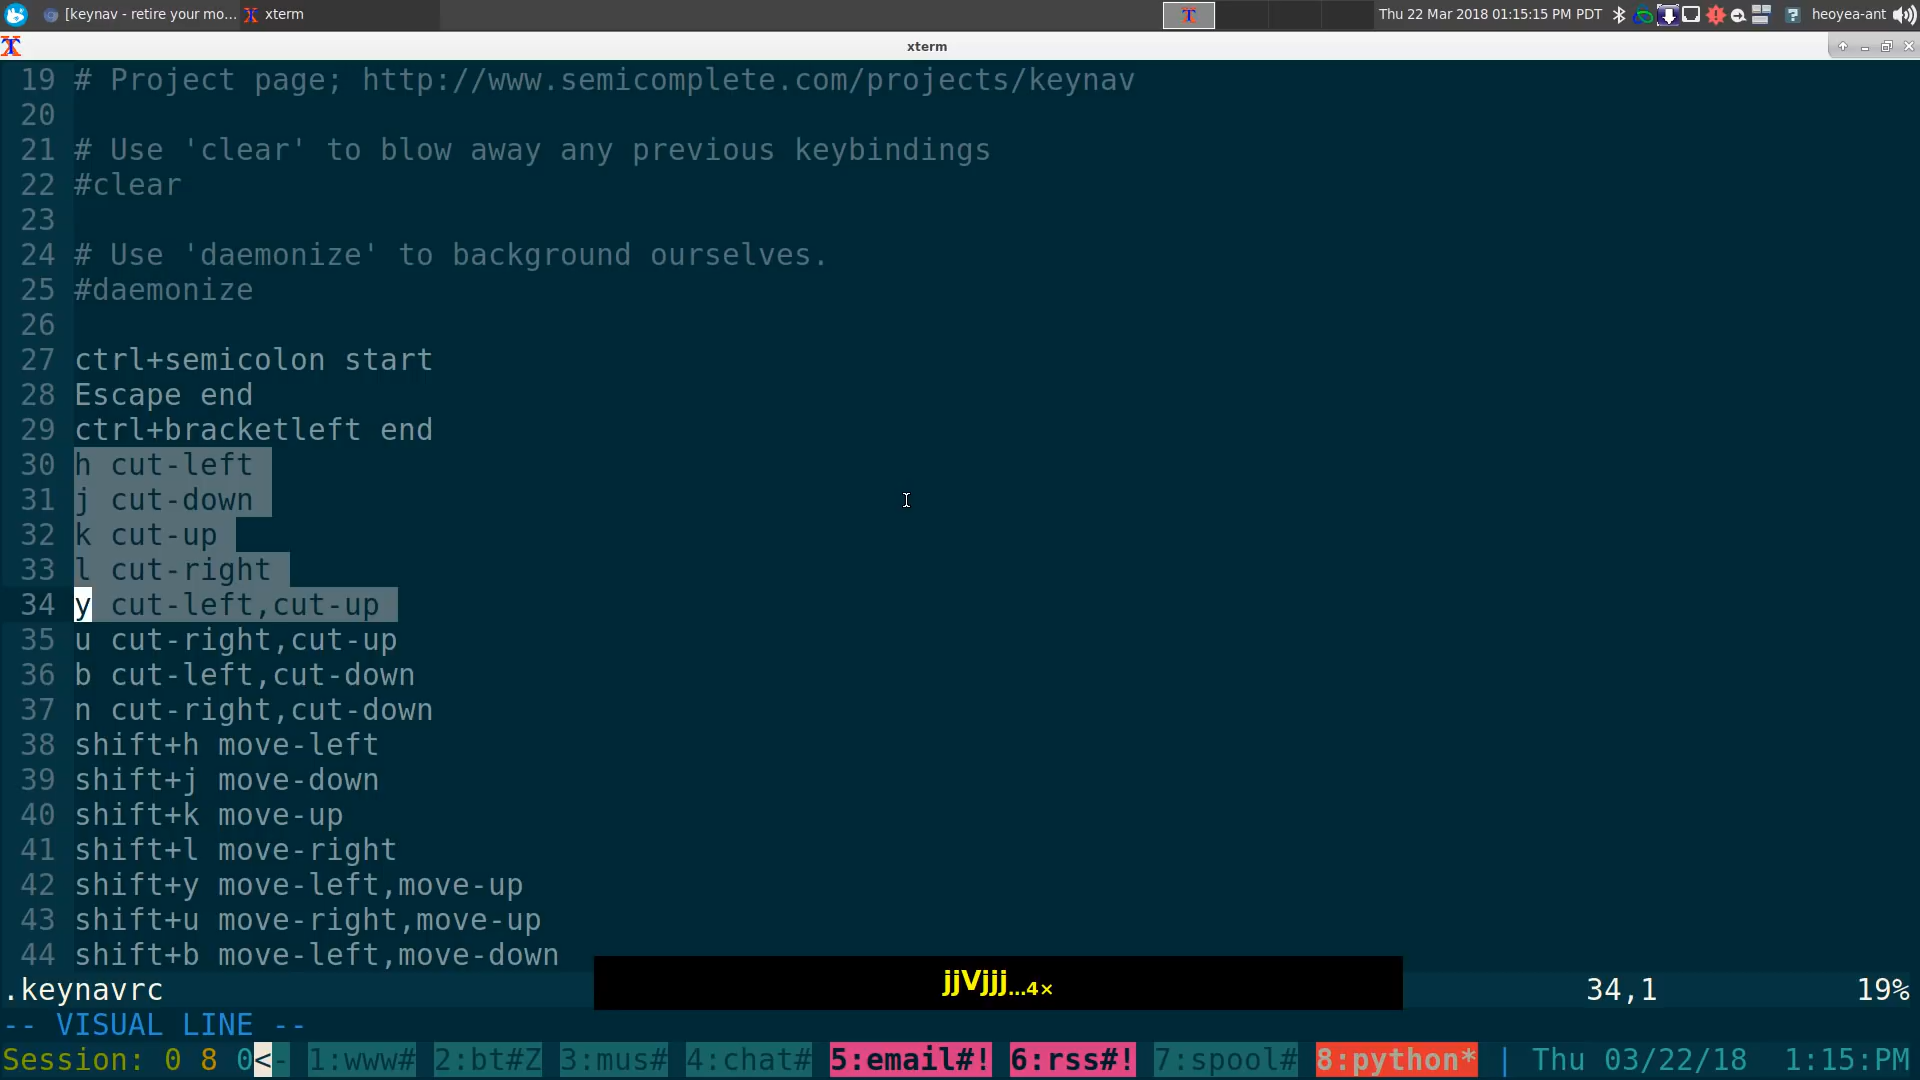 [keynav - retire your mo... xterm Thu 22 Mar 2018 01:15:15 PM PDT heoyea-ant
xterm
19 # Project page; http://www.semicomplete.com/projects/keynav
20
21 # Use 'clear' to blow away any previous keybindings
22 #clear
23
24 # Use 'daemonize' to background ourselves.
25 #daemonize
26
27 ctrl+semicolon start
28 Escape end
29 ctrl+bracketleft end
30 h cut-left
31 j cut-down
32 k cut-up
33 l cut-right
34 y cut-left,cut-up
35 u cut-right,cut-up
36 b cut-left,cut-down
37 n cut-right,cut-down
38 shift+h move-left
39 shift+j move-down
40 shift+k move-up
41 shift+l move-right
42 shift+y move-left,move-up
43 shift+u move-right,move-up
44 shift+b move-left,move-down
jjVjjj...4×
.keynavrc 34,1 19%
-- VISUAL LINE --
Session: 0 8 0<- 1:www# 2:bt#Z 3:mus# 4:chat# 5:email#! 6:rss#! 7:spool# 8:python* | Thu 03/22/18 1:15:PM